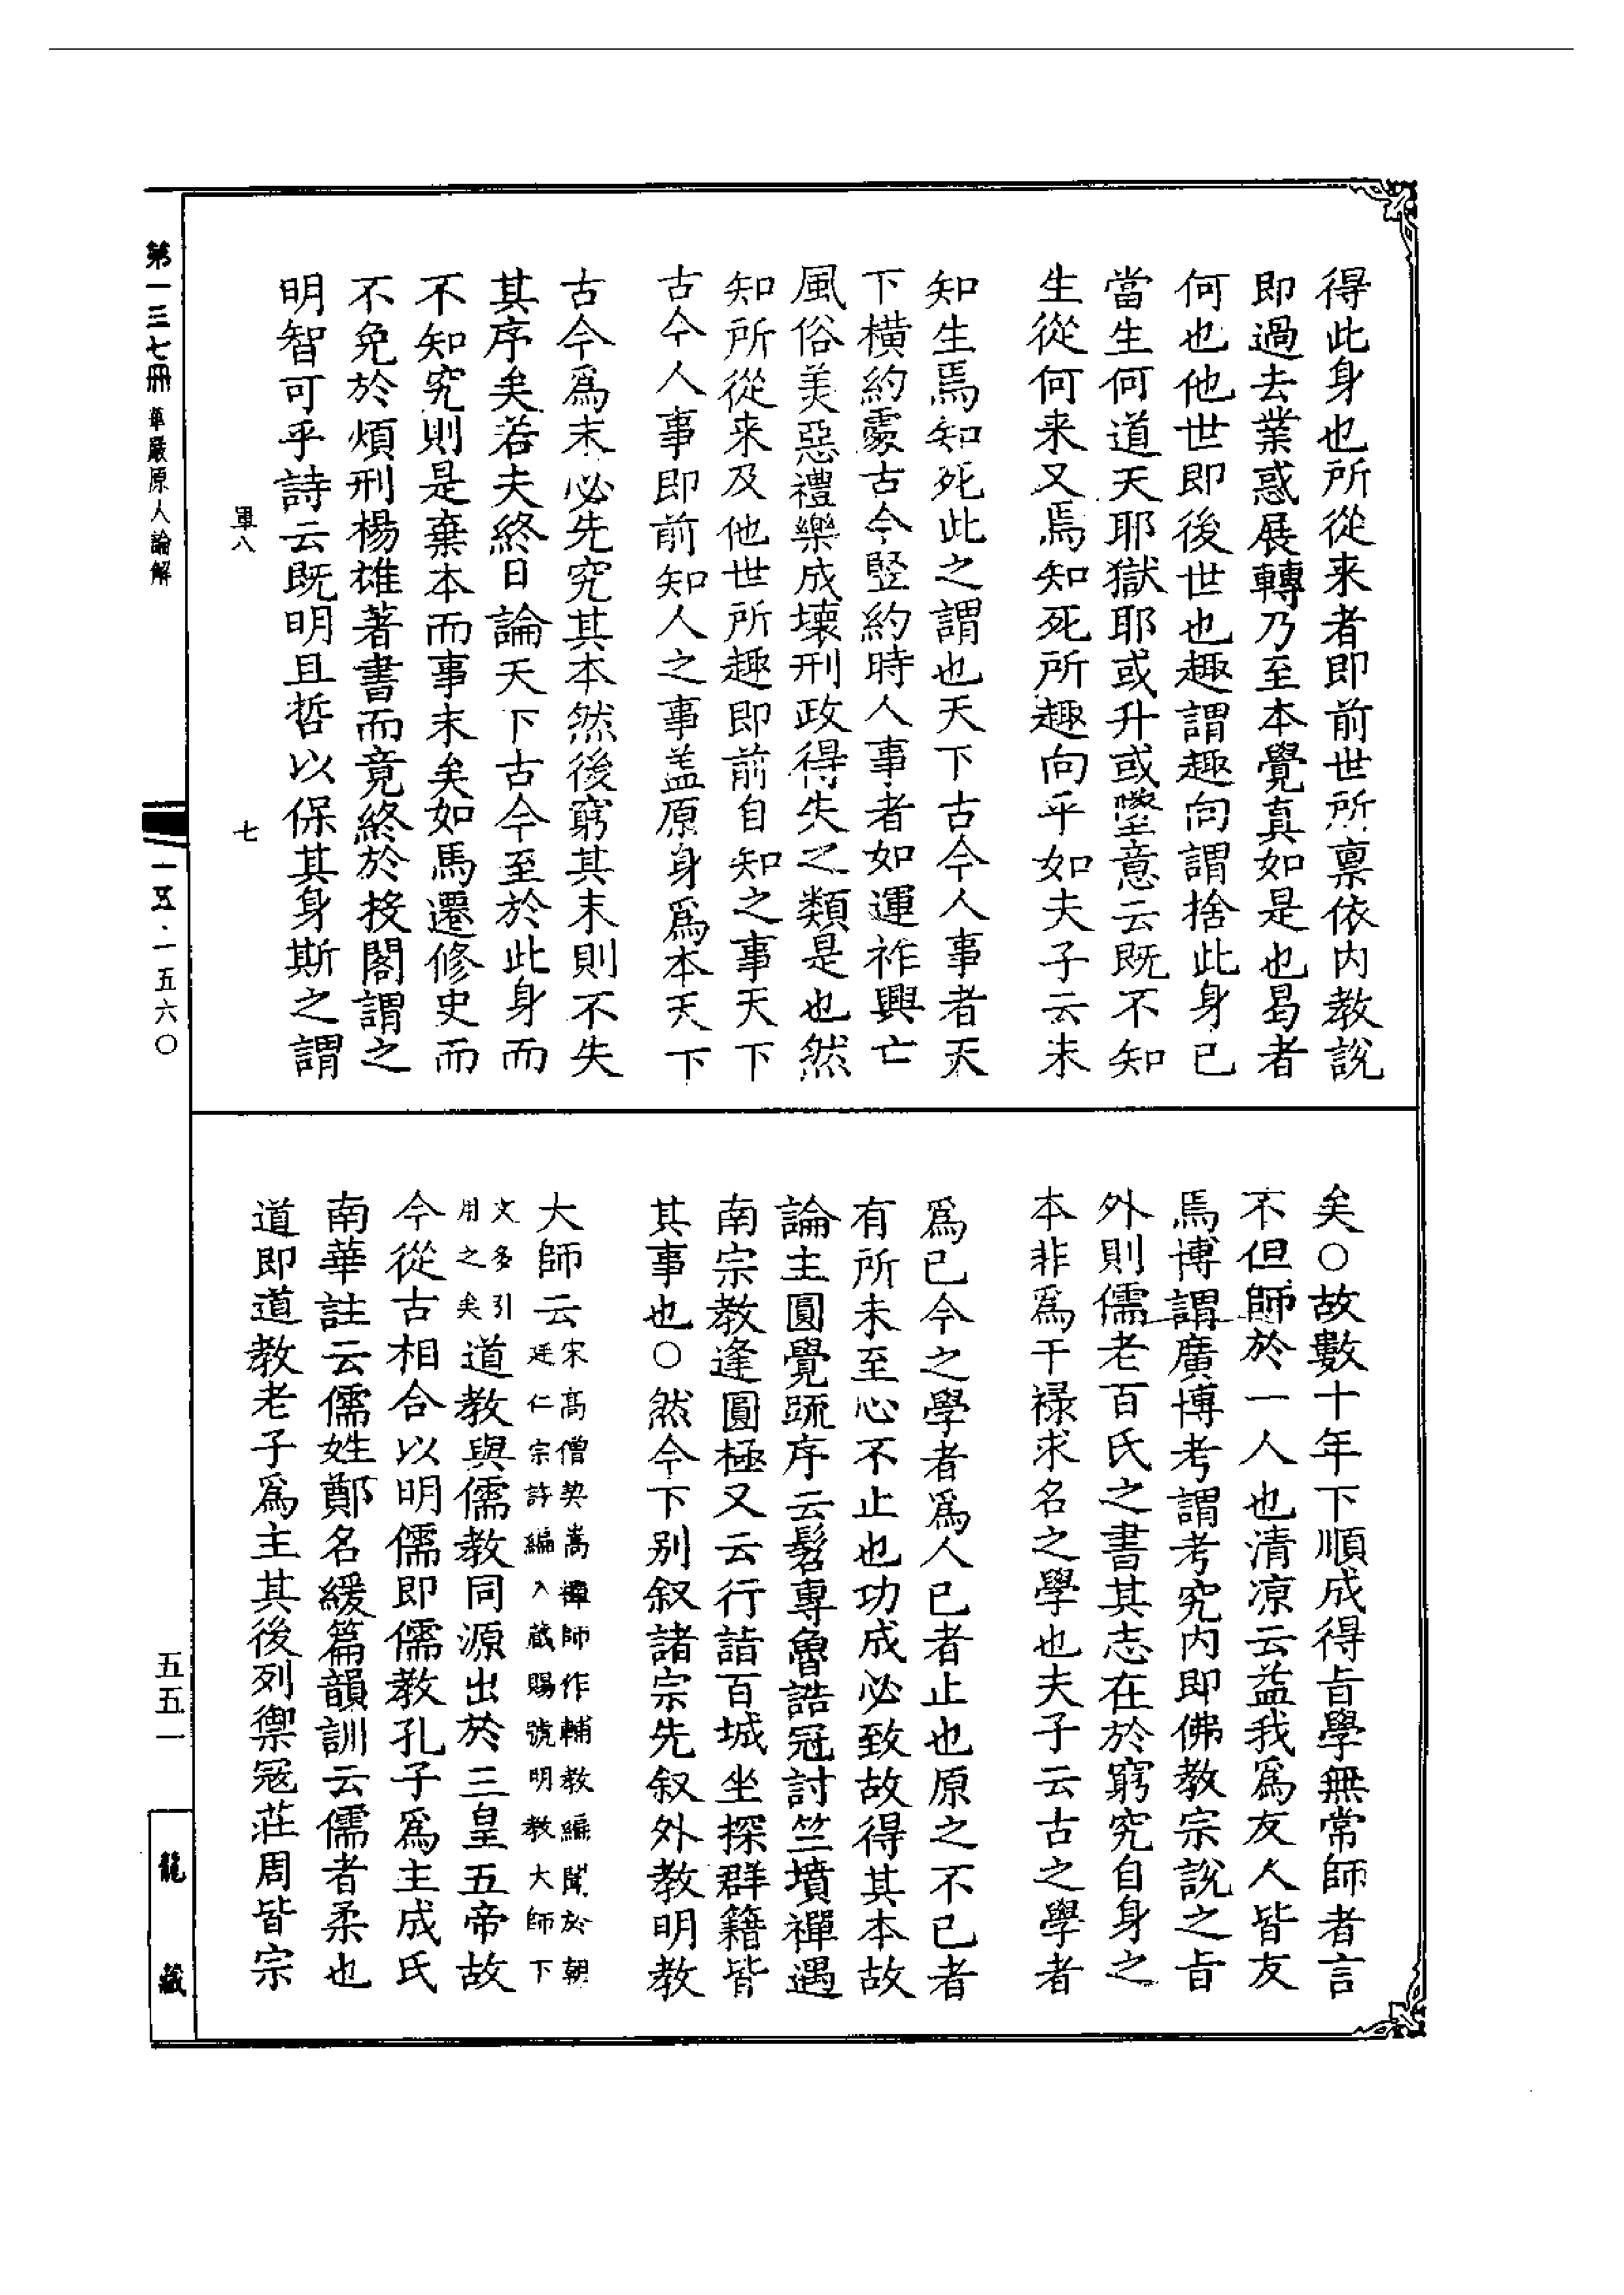 得此身也所從来者即前世所禀依内教說
即過去業惑展轉乃至本覺真如是也曷者
何也他世即後世也趣謂趣向謂捨此身已
當生何道天耶獄耶或升或墜意云既不知
生從何来又焉知死所趣向乎如夫子云未
知生焉知死此之謂也天下古今人事者天
下橫約處古今竪約時人事者如運祚興亡
風俗美惡禮樂成壞刑政得失之類是也然
知所從来及他世所趣即前自知之事天下
古今人事即前知人之事盖原身爲本天下
古今爲末必先究其本然後窮其末則不失
其序矣若夫終日論天下古今至於此身而
不知究則是棄本而事末矣如馬遷修史而
不免於煩刑楊雄著書而竟終於投閣謂之
明智可乎詩云既明且哲以保其身斯之謂
矣○故數十年下順成得㫖學無常師者言
不但師於一人也清凉云益我爲友人皆友
焉博謂廣博考謂考究内即佛教宗說之㫖
外則儒老百氏之書其志在於窮究自身之
本非爲干禄求名之學也夫子云古之學者
爲已今之學者爲人已者止也原之不已者
有所未至心不止也功成必致故得其本故
論主圓覺疏序云髫專魯誥冠討竺墳禪遇
南宗教逢圓極又云行詣百城坐探群籍皆
其事也○然今下别叙諸宗先叙外教明教
大師云宋高僧契嵩禪師作輔教編聞於朝
廷仁宗許編入藏賜號明教大師下
文多引
用之矣道教與儒教同源出於三皇五帝故
今從古相合以明儒即儒教孔子爲主成氏
南華註云儒姓鄭名緩篇韻訓云儒者柔也
道即道教老子爲主其後列禦冦莊周皆宗
軍八
七
第一三七冊
華嚴原人論解
一五·一五六〇
五五一
龍藏